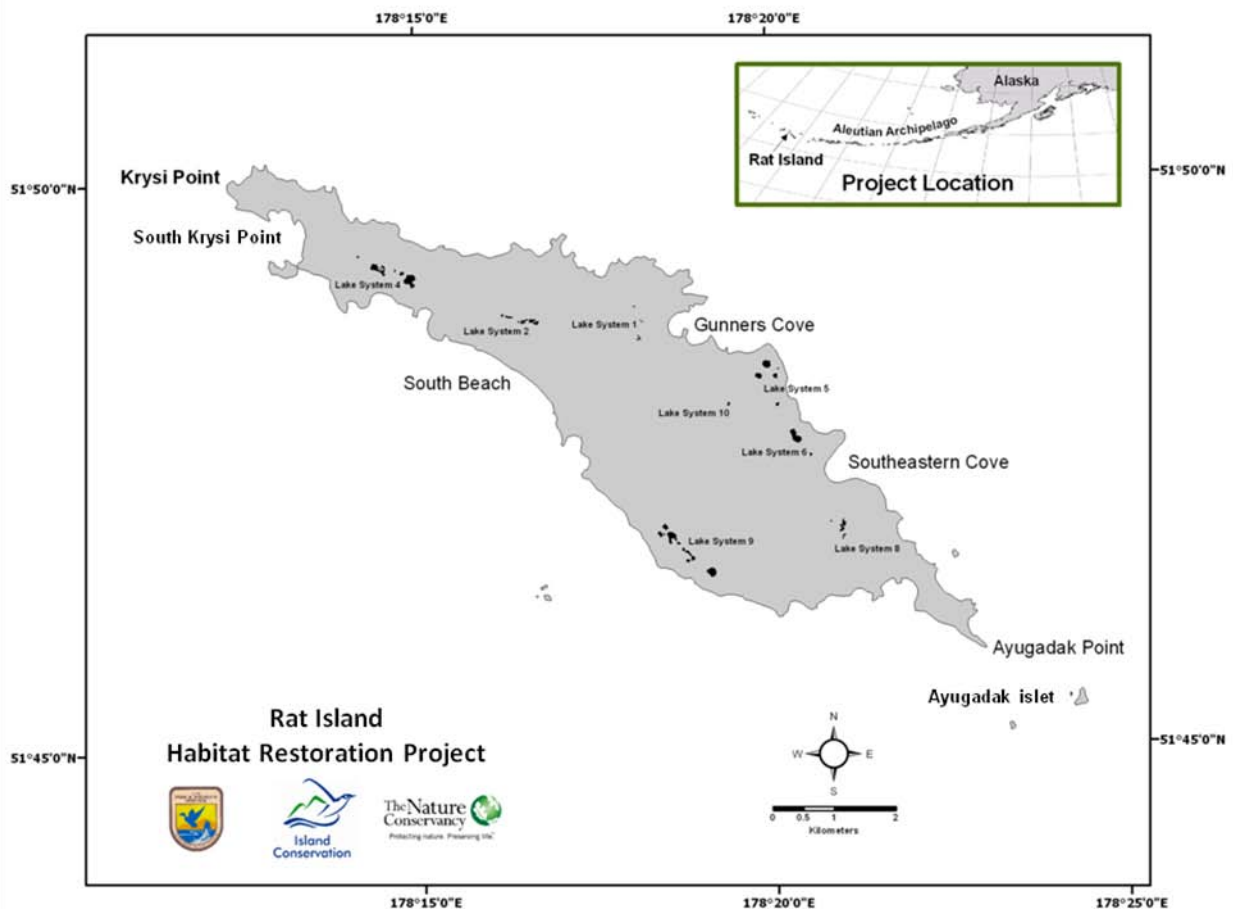 178°15'0"E
178°20'0"E
Alaska
Aleutian Archipelago
Rat Island
Project Location
51°50'0"N
51°50'0"N
Krysi Point
South Krysi Point
Lake System 4
Lake System 2
Lake System 1
Gunners Cove
South Beach
Lake System 5
Lake System 10
Lake System 6
Southeastern Cove
Lake System 9
Lake System 8
Ayugadak Point
Ayugadak islet
Rat Island
Habitat Restoration Project
N
W
E
S
51°45'0"N
51°45'0"N
Island
Conservation
The Nature
Conservancy
Protecting nature. Preserving life.
0 0.5 1 2
Kilometers
178°15'0"E
178°20'0"E
178°25'0"E